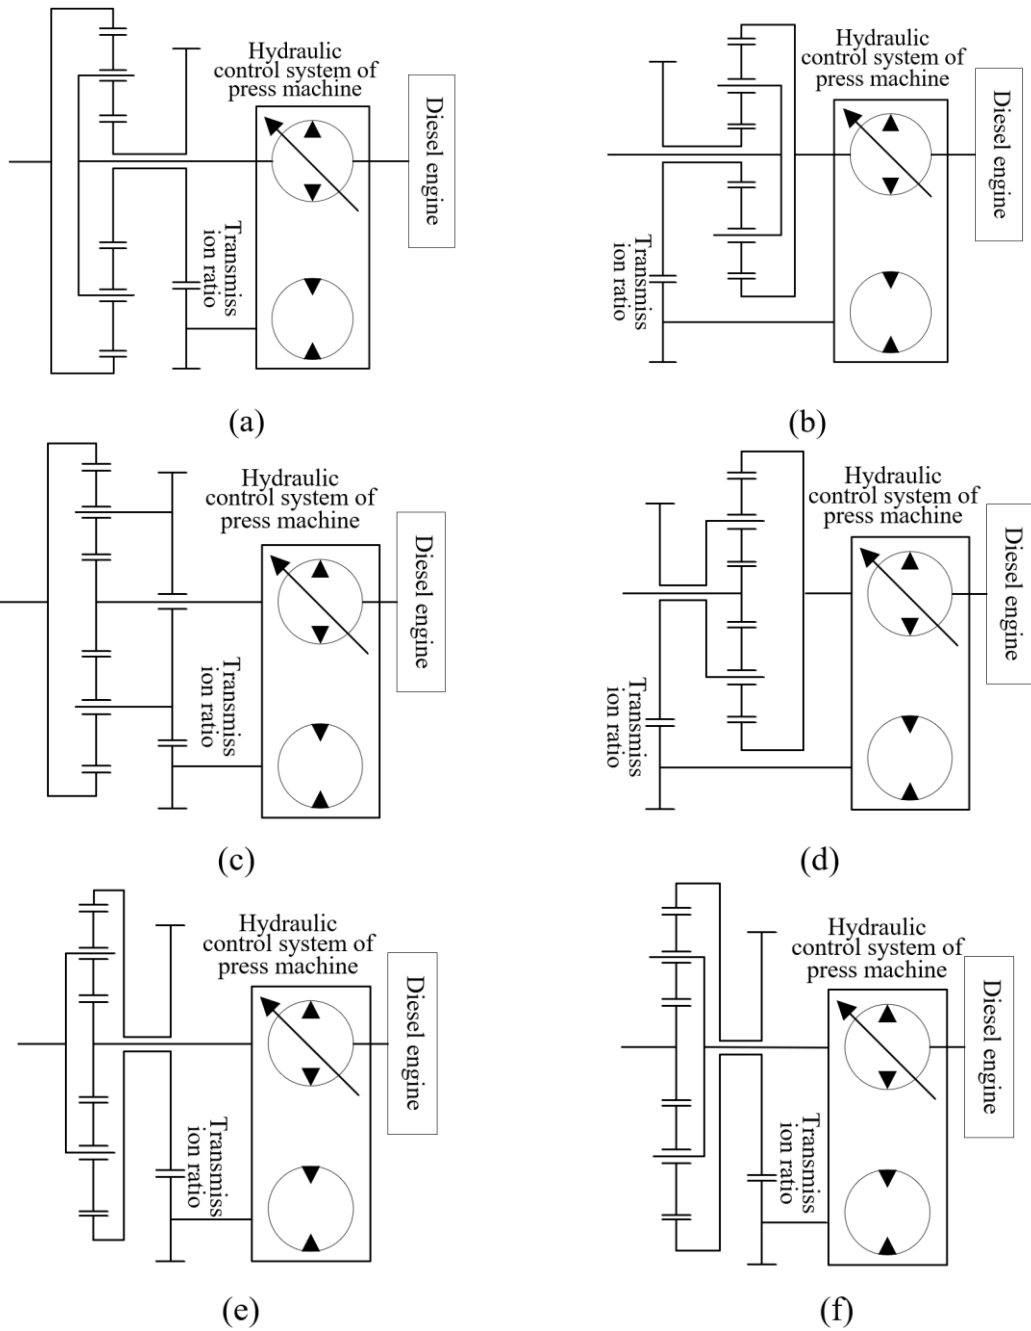 Hydraulic
control system of
press machine
Diesel engine
Transmiss
ion ratio
(a)
Hydraulic
control system of
press machine
Diesel engine
Transmiss
ion ratio
(b)
Hydraulic
control system of
press machine
Diesel engine
Transmiss
ion ratio
(c)
Hydraulic
control system of
press machine
Diesel engine
Transmiss
ion ratio
(d)
Hydraulic
control system of
press machine
Diesel engine
Transmiss
ion ratio
(e)
Hydraulic
control system of
press machine
Diesel engine
Transmiss
ion ratio
(f)